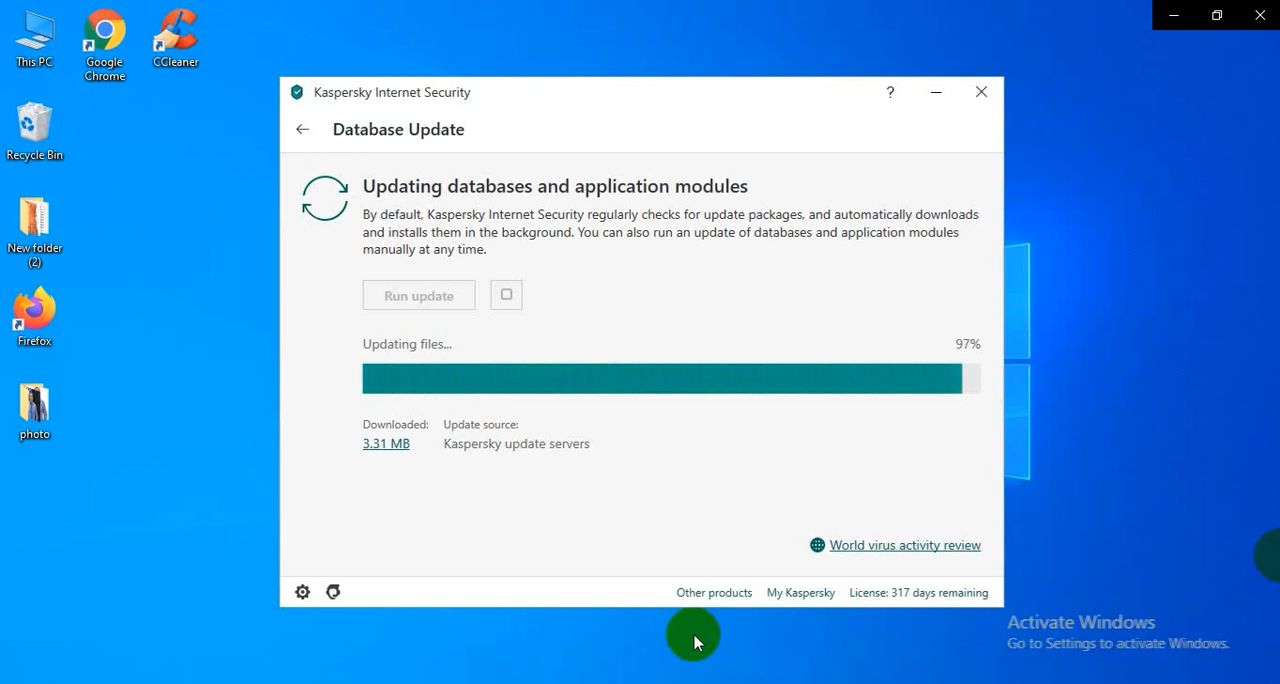 This PC
Google
Chrome
CCleaner
Recycle Bin
New folder
(2)
Firefox
photo
Kaspersky Internet Security
?
Database Update
Updating databases and application modules
By default, Kaspersky Internet Security regularly checks for update packages, and automatically downloads
and installs them in the background. You can also run an update of databases and application modules
manually at any time.
Run update
Updating files... 97%
Downloaded: Update source:
3.31 MB Kaspersky update servers
World virus activity review
Other products My Kaspersky License: 317 days remaining
Activate Windows
Go to Settings to activate Windows.